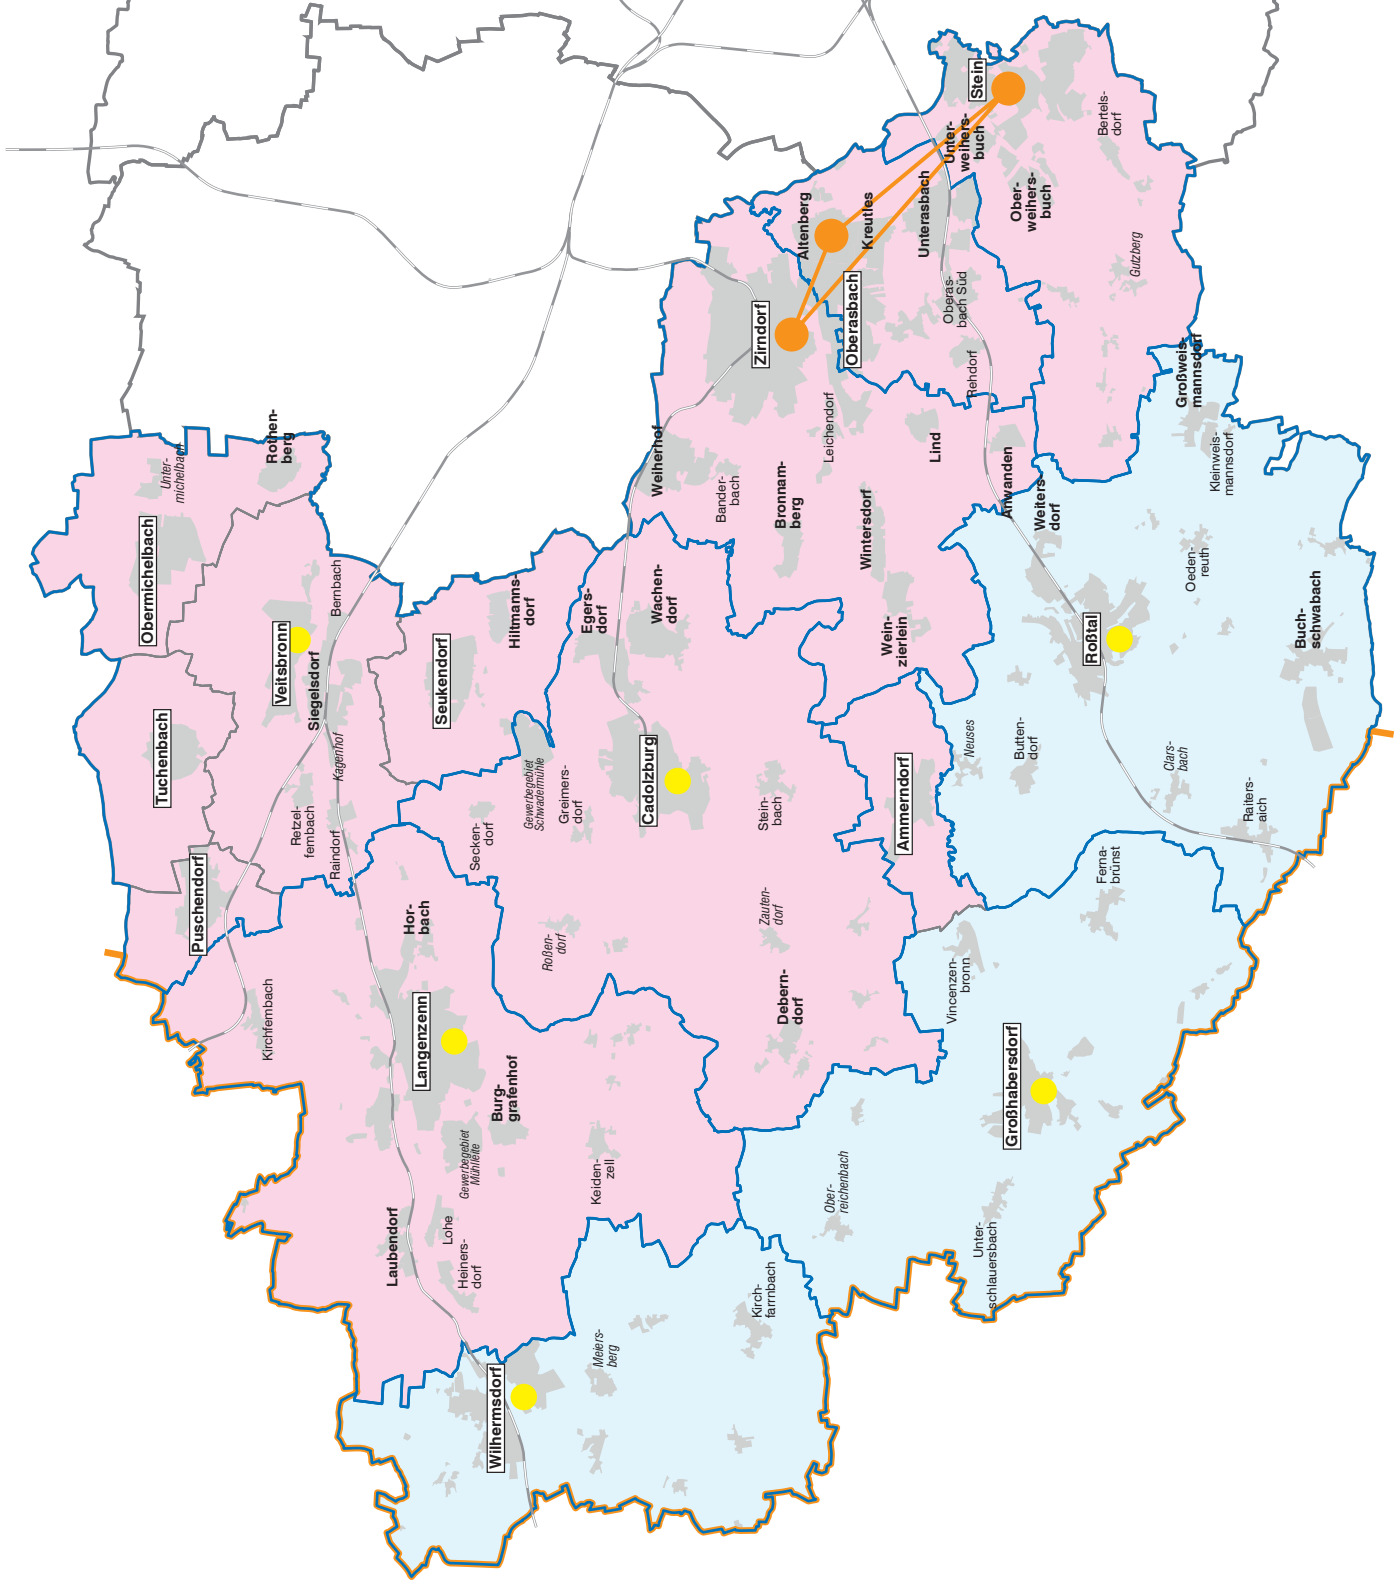 Stein
Unter-
weihers-
buch
Bertels-
dorf
Ober-
weihers-
buch
Gutzberg
Altenberg
Kreutles
Unterasbach
Oberasbach
Oberas-
bach Süd
Rehdorf
Zirndorf
Leichendorf
Lind
Anwanden
Weiherhof
Bander-
bach
Bronnam-
berg
Wintersdorf
Wein-
zierlein
Großweis-
mannsdorf
Kleinweis-
mannsdorf
Weiters-
dorf
Oeden-
reuth
Buch-
schwabach
Roßtal
Neuses
Butten-
dorf
Clars-
bach
Raiters-
aich
Rothen-
berg
Unter-
michelbach
Obermichelbach
Tuchenbach
Puschendorf
Veitsbronn
Siegelsdorf
Bernbach
Kagenhof
Retzel-
fembach
Raindorf
Seukendorf
Hiltmanns-
dorf
Egers-
dorf
Wachen-
dorf
Cadolzburg
Gewerbegebiet
Schwadermühle
Greimers-
dorf
Secken-
dorf
Stein-
bach
Roßen-
dorf
Zauten-
dorf
Debern-
dorf
Ammerndorf
Vincenzen-
bronn
Ferna-
brünst
Großhabersdorf
Ober-
reichenbach
Unter-
schlauersbach
Kirchfembach
Hor-
bach
Langenzenn
Burg-
grafenhof
Gewerbegebiet
Mühlleite
Keiden-
zell
Laubendorf
Lohe
Heiners-
dorf
Wilhermsdorf
Meiers-
berg
Kirch-
farrnbach